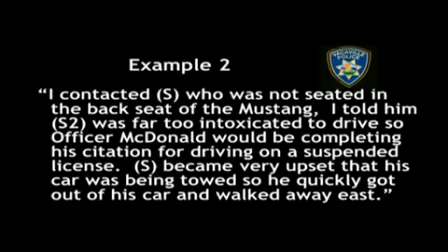 Example 2
VACAVILLE
POLICE
“I contacted (S) who was not seated in
the back seat of the Mustang, I told him
(S2) was far too intoxicated to drive so
Officer McDonald would be completing
his citation for driving on a suspended
license. (S) became very upset that his
car was being towed so he quickly got
out of his car and walked away east.”